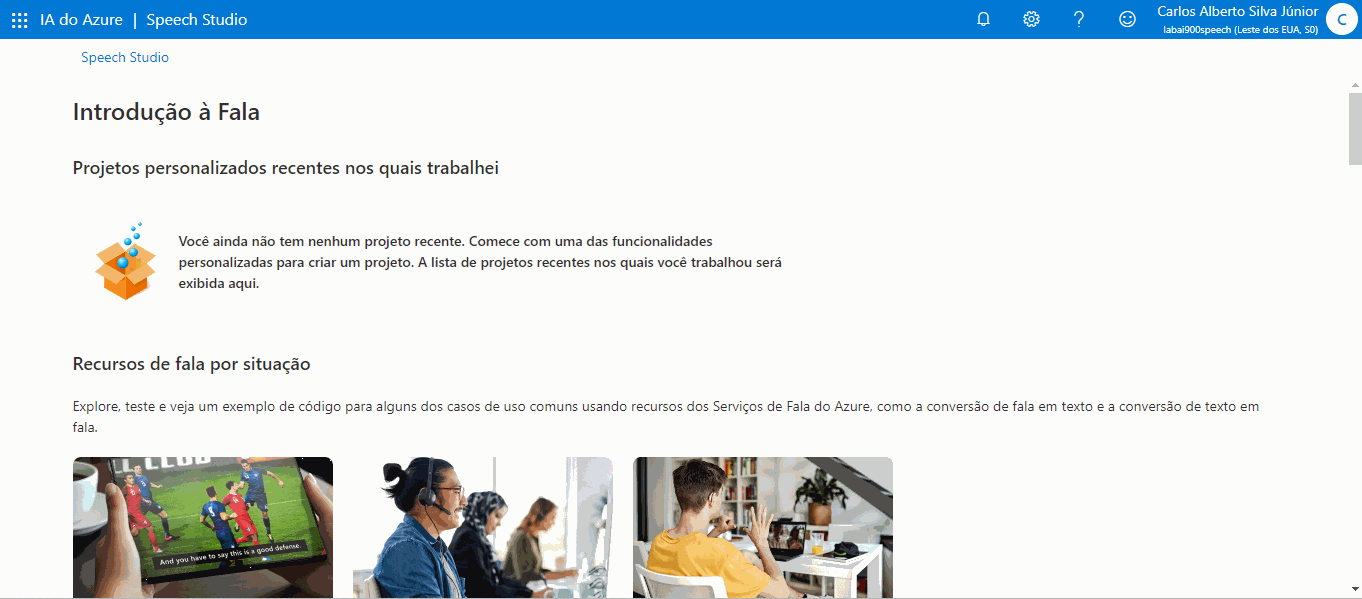 IA do Azure | Speech Studio
Carlos Alberto Silva Júnior
labai900speech (Leste dos EUA, S0)
C
Speech Studio
Introdução à Fala
Projetos personalizados recentes nos quais trabalhei
Você ainda não tem nenhum projeto recente. Comece com uma das funcionalidades
personalizadas para criar um projeto. A lista de projetos recentes nos quais você trabalhou será
exibida aqui.
Recursos de fala por situação
Explore, teste e veja um exemplo de código para alguns dos casos de uso comuns usando recursos dos Serviços de Fala do Azure, como a conversão de fala em texto e a conversão de texto em
fala.
And you have to say this is a good defense.